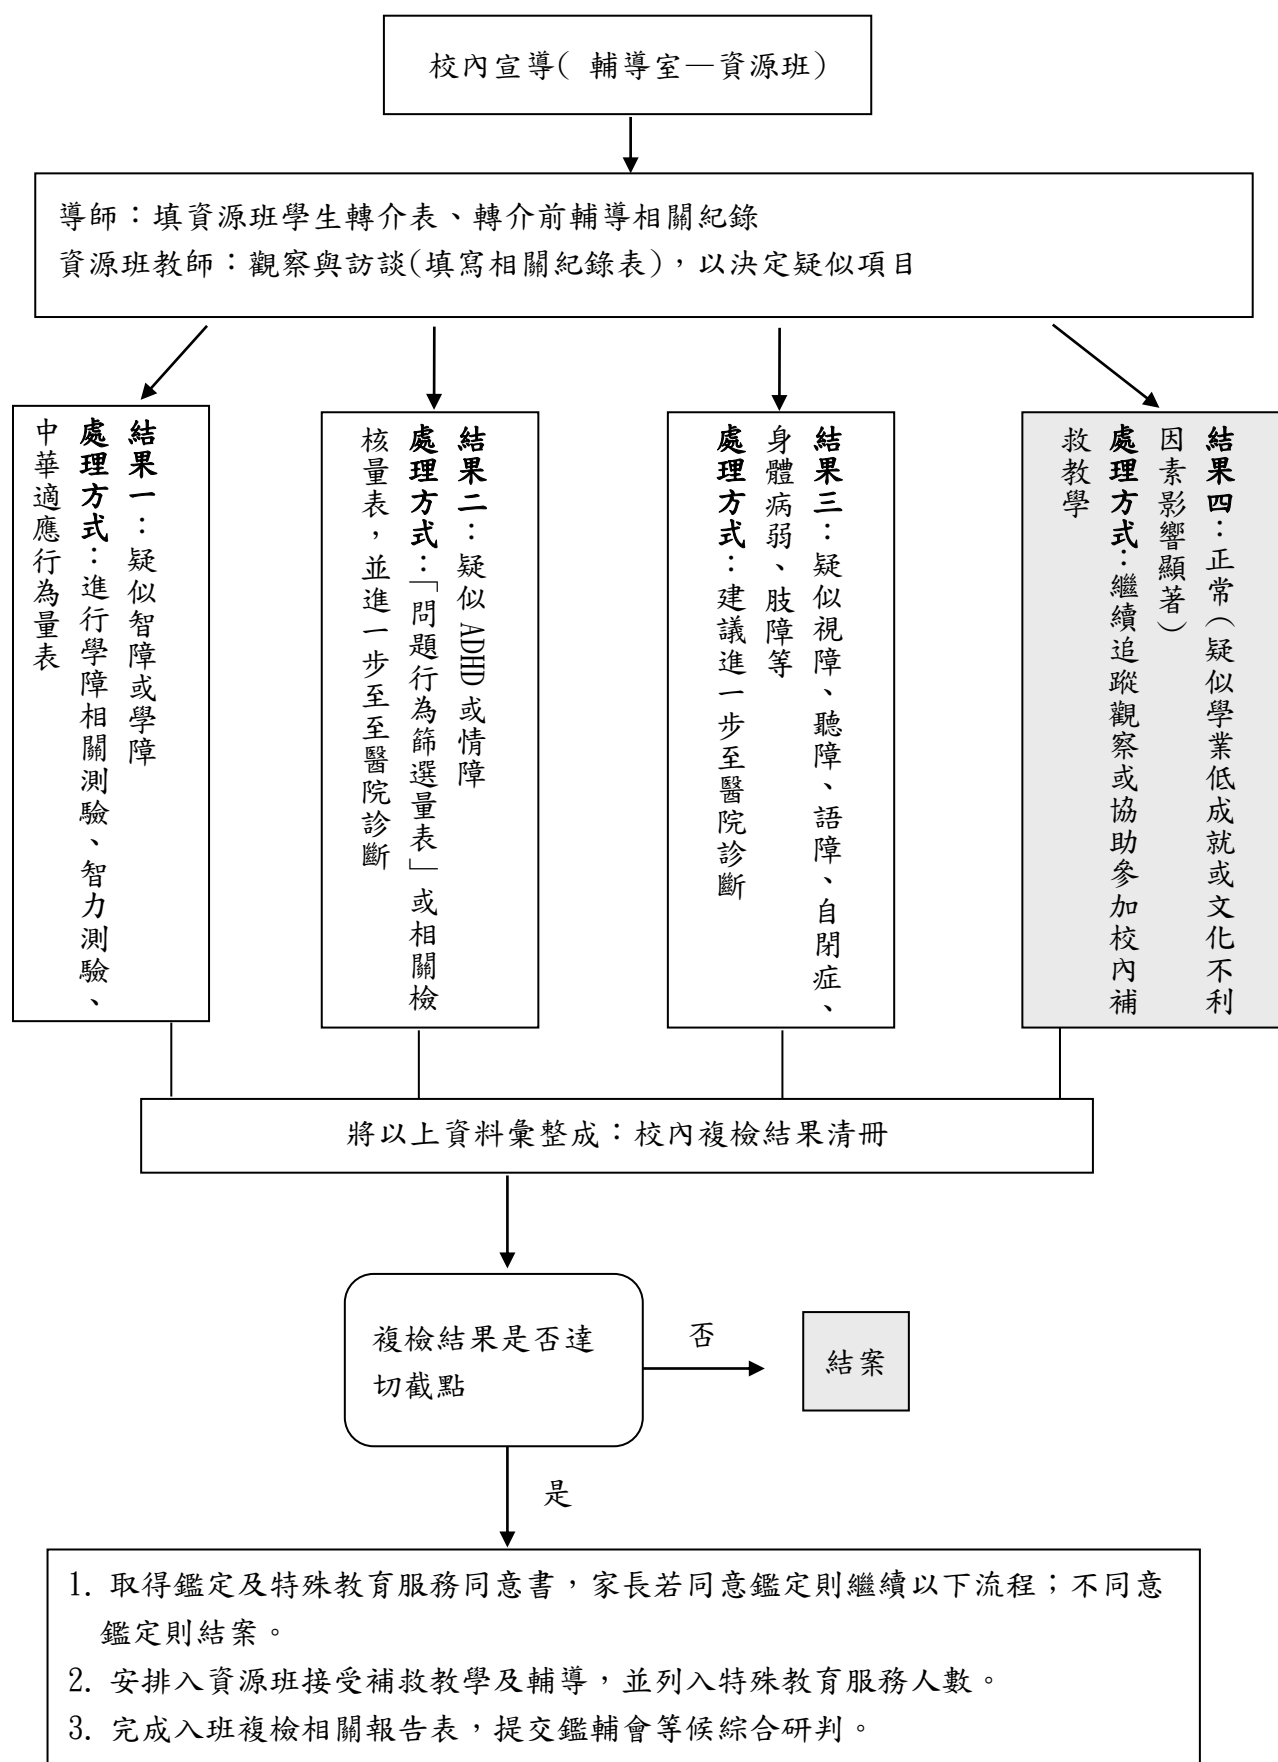 校內宣導( 輔導室—資源班)
導師：填資源班學生轉介表、轉介前輔導相關紀錄
資源班教師：觀察與訪談(填寫相關紀錄表)，以決定疑似項目
結果一：疑似智障或學障
處理方式：進行學障相關測驗、智力測驗、
中華適應行為量表
結果二：疑似 ADHD 或情障
處理方式：「問題行為篩選量表」或相關檢
核量表，並進一步至至醫院診斷
結果三：疑似視障、聽障、語障、自閉症、
身體病弱、肢障等
處理方式：建議進一步至醫院診斷
結果四：正常（疑似學業低成就或文化不利
因素影響顯著）
處理方式：繼續追蹤觀察或協助參加校內補
救教學
將以上資料彙整成：校內複檢結果清冊
複檢結果是否達
切截點
否
結案
是
1. 取得鑑定及特殊教育服務同意書，家長若同意鑑定則繼續以下流程；不同意
鑑定則結案。
2. 安排入資源班接受補救教學及輔導，並列入特殊教育服務人數。
3. 完成入班複檢相關報告表，提交鑑輔會等候綜合研判。